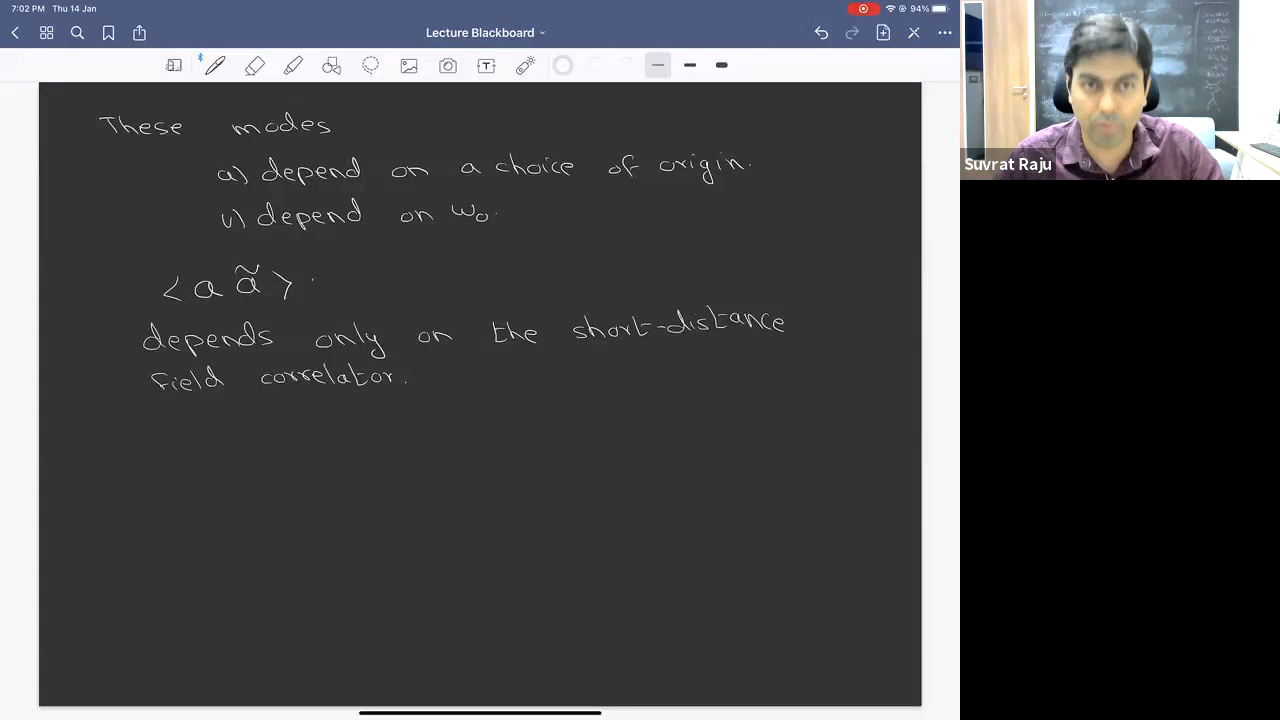 7:02 PM Thu 14 Jan
94%
Lecture Blackboard
These modes
a) depend on a choice of origin.
b) depend on ω₀.
< a ã > .
depends only on the short-distance
field correlator.
Suvrat Raju